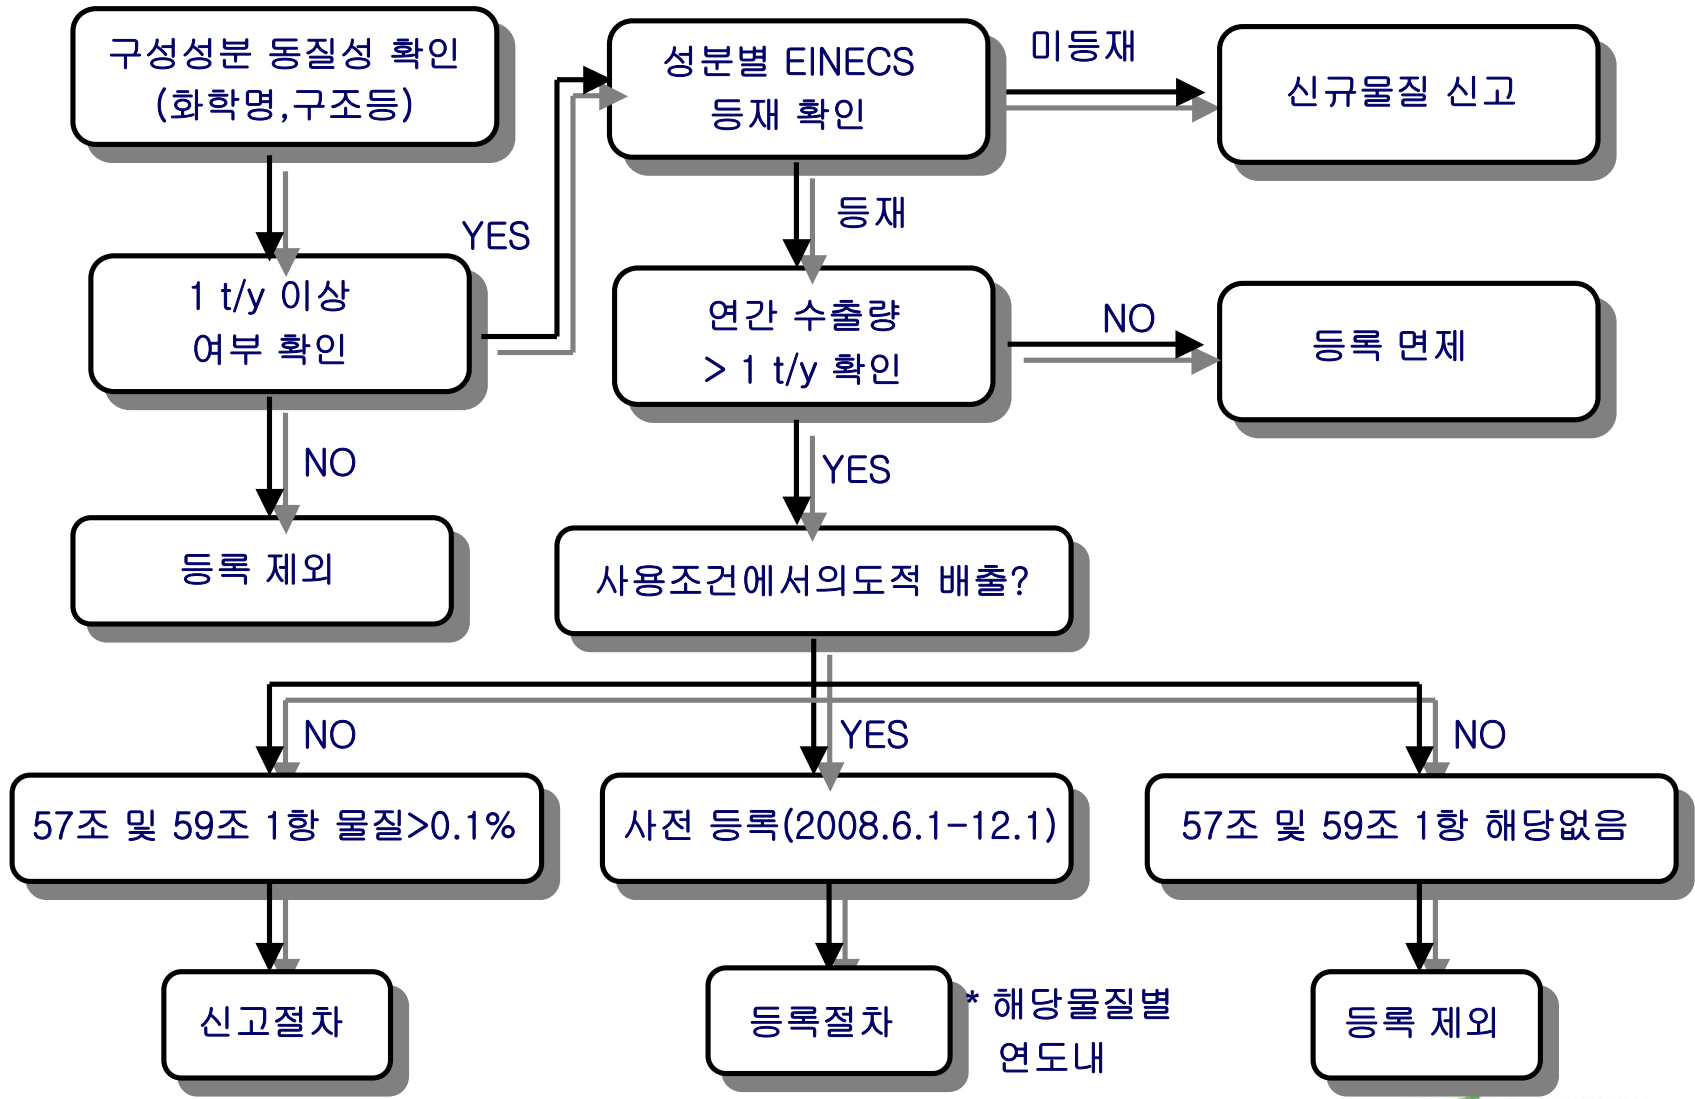 구성성분 동질성 확인
(화학명,구조등)
성분별 EINECS
등재 확인
미등재
신규물질 신고
YES
등재
1 t/y 이상
여부 확인
연간 수출량
> 1 t/y 확인
NO
등록 면제
NO
YES
등록 제외
사용조건에서의도적 배출?
NO
YES
NO
57조 및 59조 1항 물질>0.1%
사전 등록(2008.6.1-12.1)
57조 및 59조 1항 해당없음
신고절차
등록절차
* 해당물질별
연도내
등록 제외